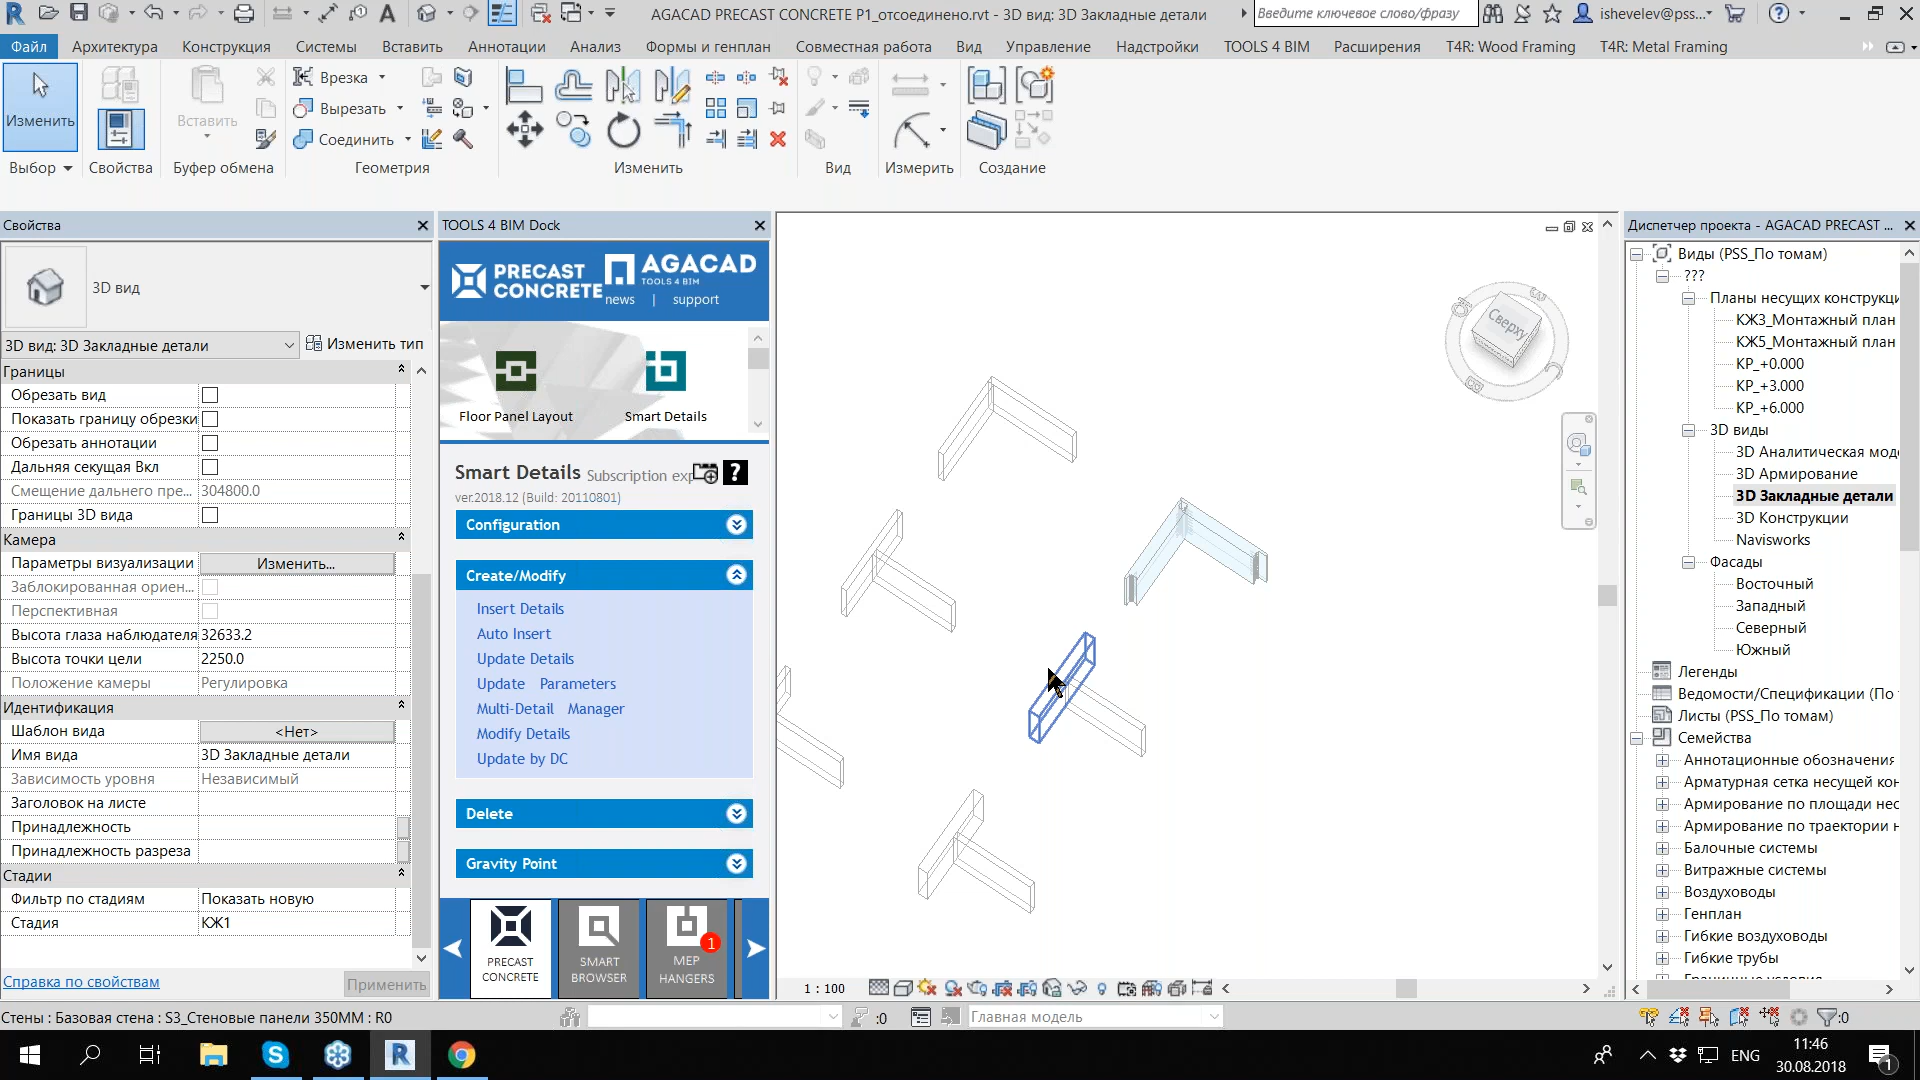 AGACAD PRECAST CONCRETE P1_отсоединено.rvt - 3D вид: 3D Закладные детали
Введите ключевое слово/фразу
ishevelev@pss...
Файл
Архитектура
Конструкция
Системы
Вставить
Аннотации
Анализ
Формы и генплан
Совместная работа
Вид
Управление
Надстройки
TOOLS 4 BIM
Расширения
T4R: Wood Framing
T4R: Metal Framing
Изменить
Вставить
Врезка
Вырезать
Соединить
Выбор
Свойства
Буфер обмена
Геометрия
Изменить
Вид
Измерить
Создание
Свойства
3D вид
3D вид: 3D Закладные детали
Изменить тип
Границы
Обрезать вид
Показать границу обрезки
Обрезать аннотации
Дальняя секущая Вкл
Смещение дальнего пре... 304800.0
Границы 3D вида
Камера
Параметры визуализации Изменить...
Заблокированная ориен...
Перспективная
Высота глаза наблюдателя 32633.2
Высота точки цели 2250.0
Положение камеры Регулировка
Идентификация
Шаблон вида <Нет>
Имя вида 3D Закладные детали
Зависимость уровня Независимый
Заголовок на листе
Принадлежность
Принадлежность разреза
Стадии
Фильтр по стадиям Показать новую
Стадия КЖ1
Справка по свойствам
Применить
TOOLS 4 BIM Dock
PRECAST
CONCRETE
AGACAD
TOOLS 4 BIM
news | support
Floor Panel Layout
Smart Details
Smart Details Subscription exp
ver.2018.12 (Build: 20110801)
Configuration
Create/Modify
Insert Details
Auto Insert
Update Details
Update Parameters
Multi-Detail Manager
Modify Details
Update by DC
Delete
Gravity Point
PRECAST
CONCRETE
SMART
BROWSER
MEP
HANGERS
1
Сверху
1 : 100
Диспетчер проекта - AGACAD PRECAST ...
Виды (PSS_По томам)
???
Планы несущих конструкци
КЖ3_Монтажный план
КЖ5_Монтажный план
КР_+0.000
КР_+3.000
КР_+6.000
3D виды
3D Аналитическая мод
3D Армирование
3D Закладные детали
3D Конструкции
Navisworks
Фасады
Восточный
Западный
Северный
Южный
Легенды
Ведомости/Спецификации (По
Листы (PSS_По томам)
Семейства
Аннотационные обозначения
Арматурная сетка несущей кон
Армирование по площади нес
Армирование по траектории н
Балочные системы
Витражные системы
Воздуховоды
Генплан
Гибкие воздуховоды
Гибкие трубы
Стены : Базовая стена : S3_Стеновые панели 350ММ : R0
:0
Главная модель
:0
ENG
11:46
30.08.2018
1